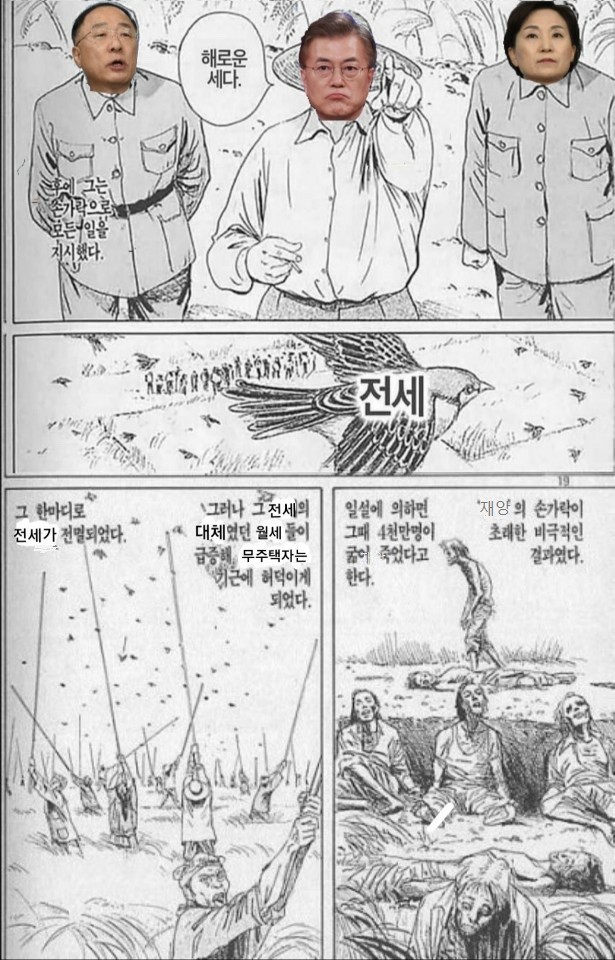 해로운
세다.
후에 그는
손가락으로
모든 일을
지시했다.
전세
19
그 한마디로
전세가 전멸되었다.
그러나 그 전세의
대체였던 월세 들이
급증해, 무주택자는
기근에 허덕이게
되었다.
일설에 의하면
그때 4천만명이
굶어 죽었다고
한다.
'재앙'의 손가락이
초래한 비극적인
결과였다.